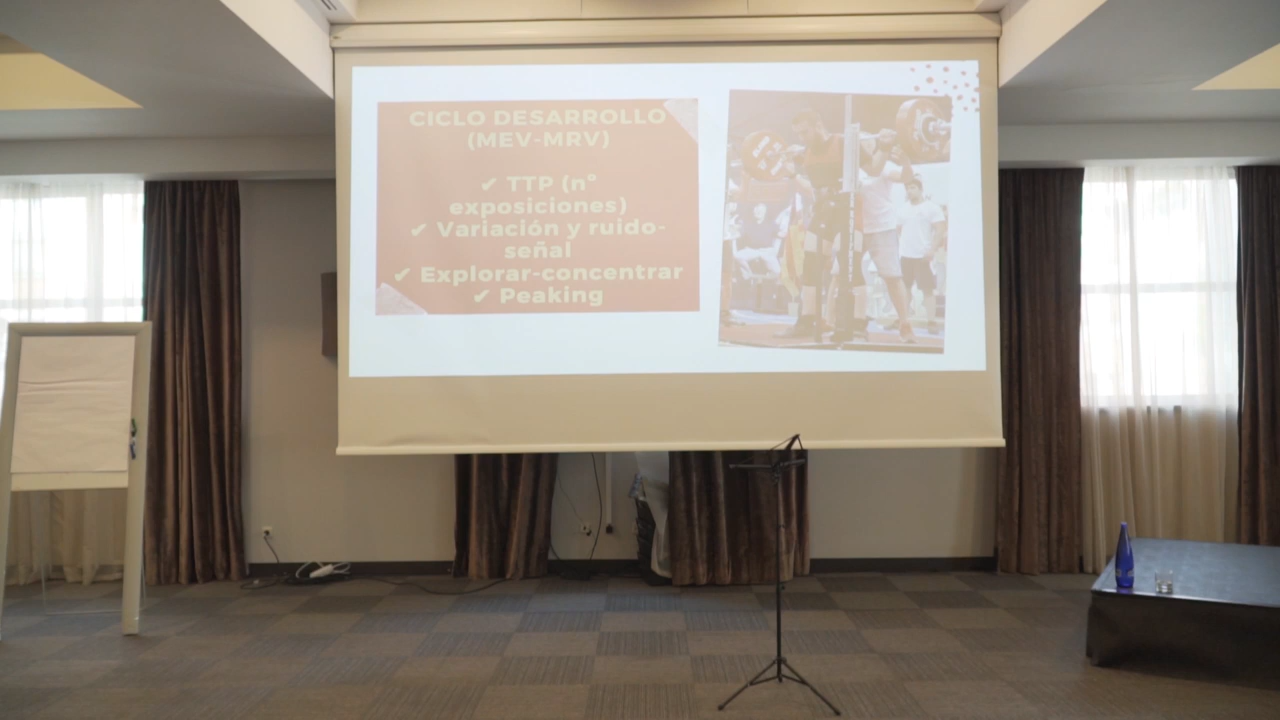 CICLO DESARROLLO
(MEV-MRV)
✔ TTP (nº
exposiciones)
✔ Variación y ruido-
señal
✔ Explorar-concentrar
✔ Peaking